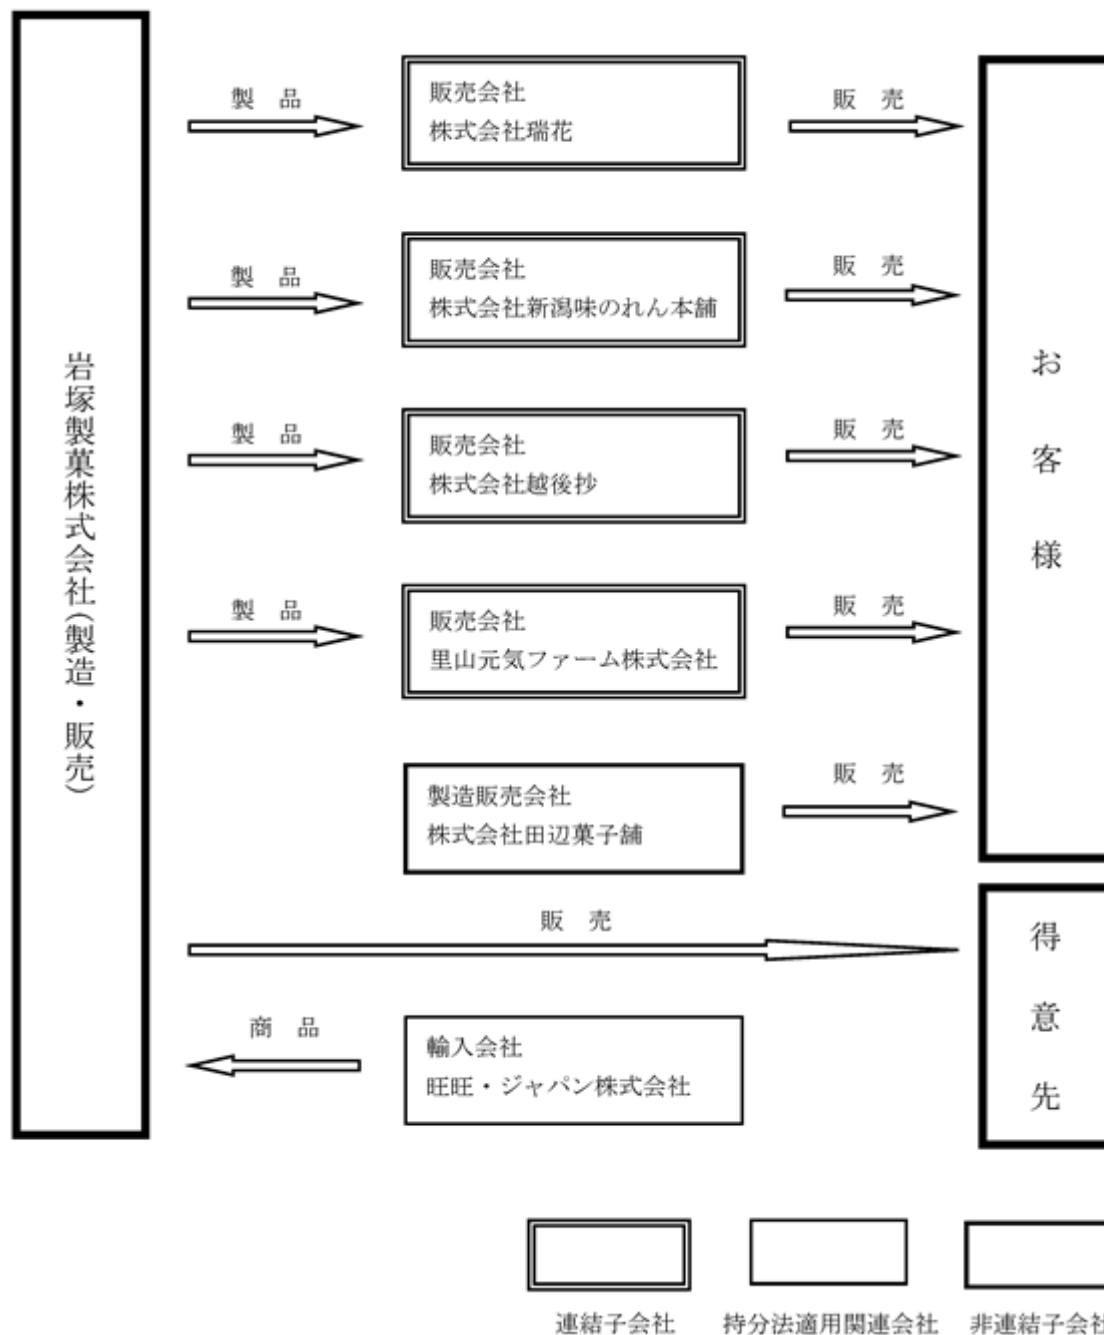 岩塚製菓株式会社(製造・販売)
製　品
販売会社
株式会社瑞花
販　売
製　品
販売会社
株式会社新潟味のれん本舗
販　売
製　品
販売会社
株式会社越後抄
販　売
製　品
販売会社
里山元気ファーム株式会社
販　売
製造販売会社
株式会社田辺菓子舗
販　売
お客様
販　売
得意先
商　品
輸入会社
旺旺・ジャパン株式会社
連結子会社
持分法適用関連会社
非連結子会社